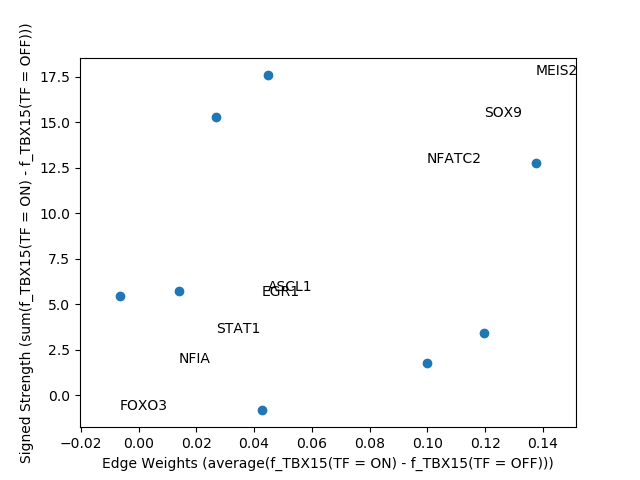 Signed Strength (sum(f_TBX15(TF = ON) - f_TBX15(TF = OFF)))
17.5
15.0
12.5
10.0
7.5
5.0
2.5
0.0
MEIS2
SOX9
NFATC2
ASCL1
EGR1
STAT1
NFIA
FOXO3
−0.02 0.00 0.02 0.04 0.06 0.08 0.10 0.12 0.14
Edge Weights (average(f_TBX15(TF = ON) - f_TBX15(TF = OFF)))